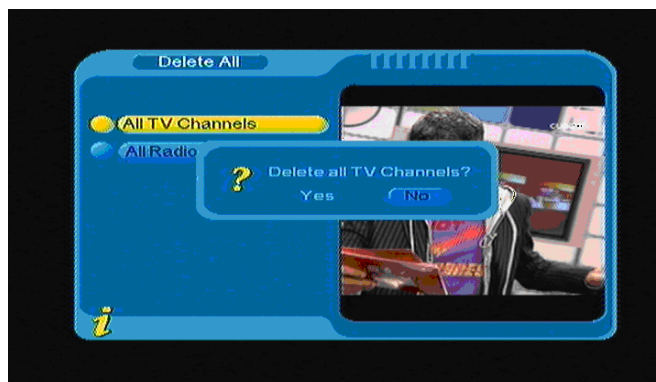 Delete All
All TV Channels
All Radio
Delete all TV Channels?
Yes
No